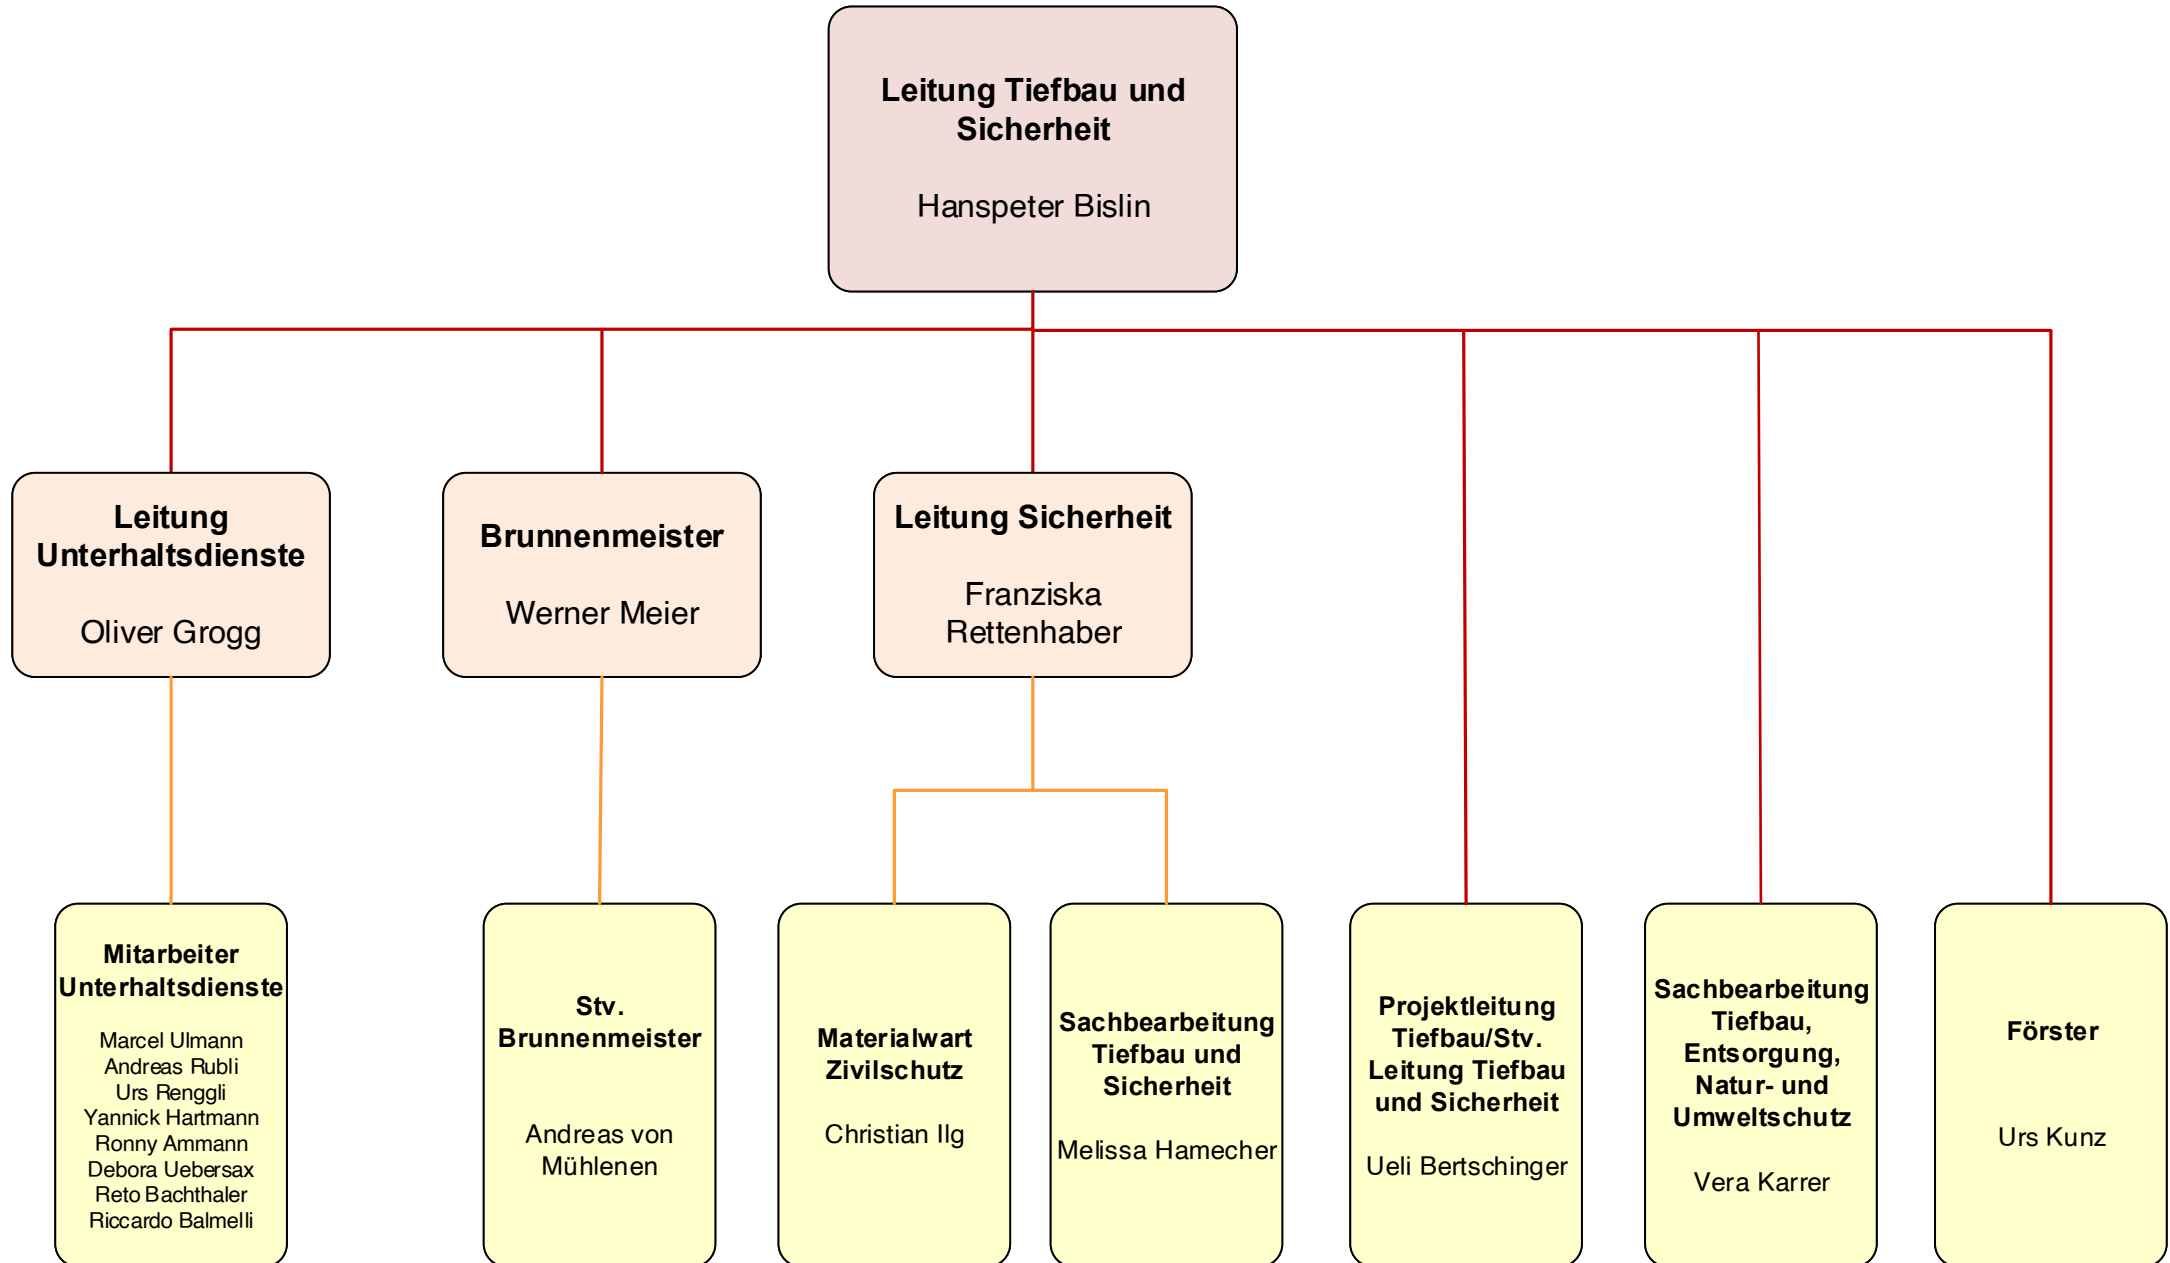 Leitung Tiefbau und
Sicherheit
Hanspeter Bislin
Leitung
Unterhaltsdienste
Oliver Grogg
Brunnenmeister
Werner Meier
Leitung Sicherheit
Franziska
Rettenhaber
Mitarbeiter
Unterhaltsdienste
Marcel Ulmann
Andreas Rubli
Urs Renggli
Yannick Hartmann
Ronny Ammann
Debora Uebersax
Reto Bachthaler
Riccardo Balmelli
Stv.
Brunnenmeister
Andreas von
Mühlenen
Materialwart
Zivilschutz
Christian Ilg
Sachbearbeitung
Tiefbau und
Sicherheit
Melissa Hamecher
Projektleitung
Tiefbau/Stv.
Leitung Tiefbau
und Sicherheit
Ueli Bertschinger
Sachbearbeitung
Tiefbau,
Entsorgung,
Natur- und
Umweltschutz
Vera Karrer
Förster
Urs Kunz